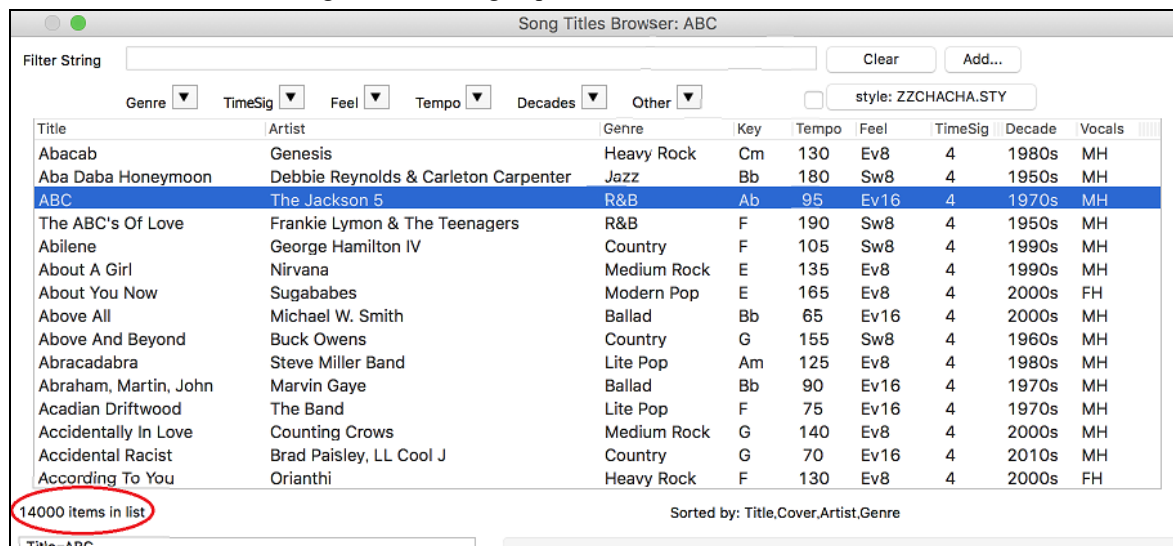 Song Titles Browser: ABC
Filter String Clear Add...
Genre ▼ TimeSig ▼ Feel ▼ Tempo ▼ Decades ▼ Other ▼ style: ZZCHACHA.STY
Title Artist Genre Key Tempo Feel TimeSig Decade Vocals
Abacab Genesis Heavy Rock Cm 130 Ev8 4 1980s MH
Aba Daba Honeymoon Debbie Reynolds & Carleton Carpenter Jazz Bb 180 Sw8 4 1950s MH
ABC The Jackson 5 R&B Ab 95 Ev16 4 1970s MH
The ABC's Of Love Frankie Lymon & The Teenagers R&B F 190 Sw8 4 1950s MH
Abilene George Hamilton IV Country F 105 Sw8 4 1990s MH
About A Girl Nirvana Medium Rock E 135 Ev8 4 1990s MH
About You Now Sugababes Modern Pop E 165 Ev8 4 2000s FH
Above All Michael W. Smith Ballad Bb 65 Ev16 4 2000s MH
Above And Beyond Buck Owens Country G 155 Sw8 4 1960s MH
Abracadabra Steve Miller Band Lite Pop Am 125 Ev8 4 1980s MH
Abraham, Martin, John Marvin Gaye Ballad Bb 90 Ev16 4 1970s MH
Acadian Driftwood The Band Lite Pop F 75 Ev16 4 1970s MH
Accidentally In Love Counting Crows Medium Rock G 140 Ev8 4 2000s MH
Accidental Racist Brad Paisley, LL Cool J Country G 70 Ev16 4 2010s MH
According To You Orianthi Heavy Rock F 130 Ev8 4 2000s FH
14000 items in list Sorted by: Title,Cover,Artist,Genre
Title=ABC